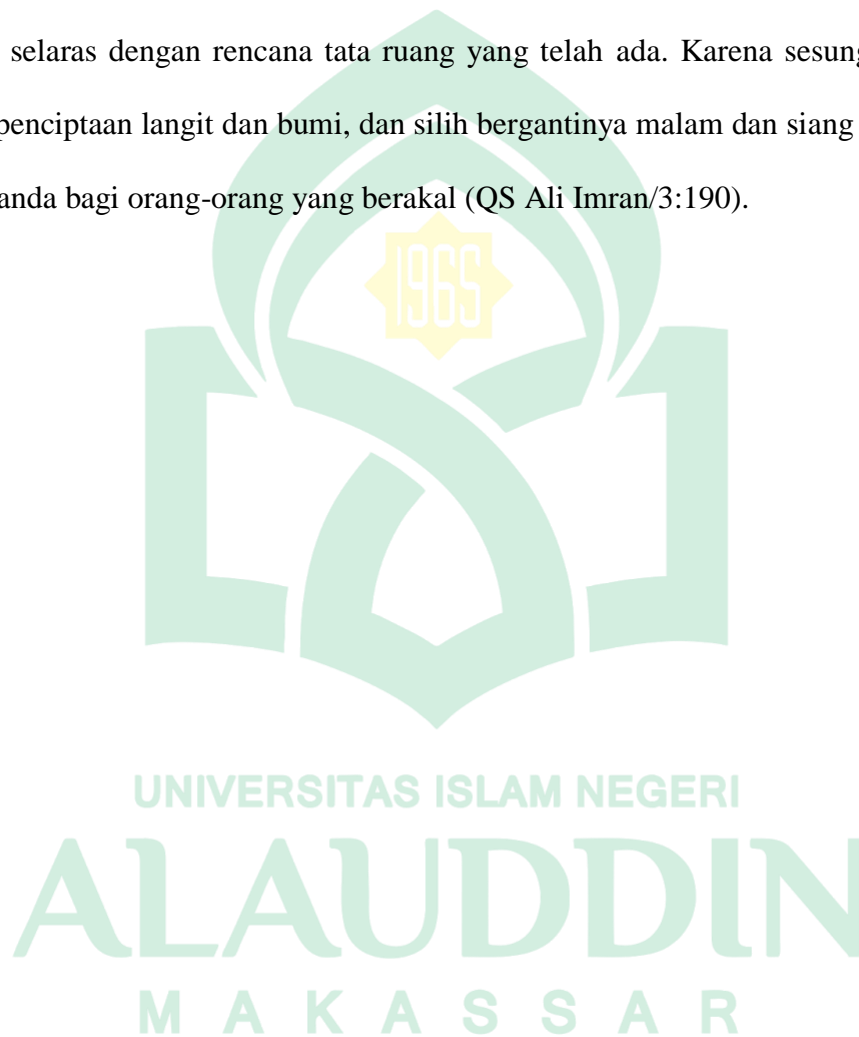 selaras dengan rencana tata ruang yang telah ada. Karena sesung
penciptaan langit dan bumi, dan silih bergantinya malam dan siang
anda bagi orang-orang yang berakal (QS Ali Imran/3:190).
1965
UNIVERSITAS ISLAM NEGERI
ALAUDDIN
MAKASSAR